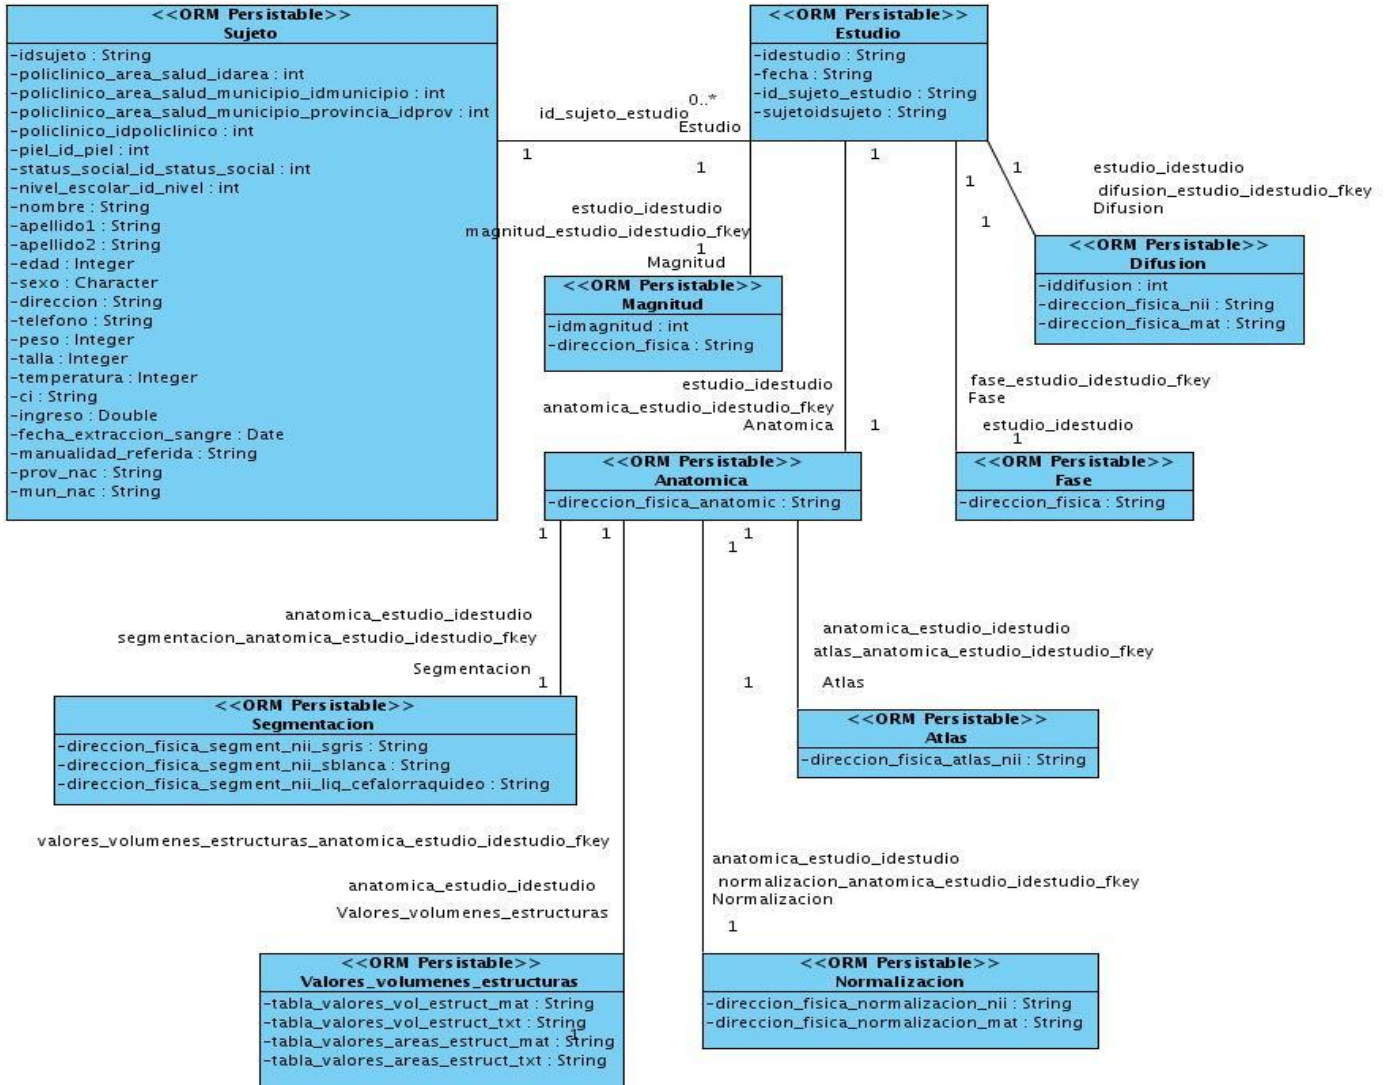 <<ORM Persistable>>
Sujeto
-idsujeto : String
-policlinico_area_salud_idarea : int
-policlinico_area_salud_municipio_idmunicipio : int
-policlinico_area_salud_municipio_provincia_idprov : int
-policlinico_idpoliclinico : int
-piel_id_piel : int
-status_social_id_status_social : int
-nivel_escolar_id_nivel : int
-nombre : String
-apellido1 : String
-apellido2 : String
-edad : Integer
-sexo : Character
-direccion : String
-telefono : String
-peso : Integer
-talla : Integer
-temperatura : Integer
-ci : String
-ingreso : Double
-fecha_extraccion_sangre : Date
-manualidad_referida : String
-prov_nac : String
-mun_nac : String
<<ORM Persistable>>
Estudio
-idestudio : String
-fecha : String
-id_sujeto_estudio : String
-sujetoidsujeto : String
0..*
id_sujeto_estudio
Estudio
1
1
1
1
1
estudio_idestudio
magnitud_estudio_idestudio_fkey
1
Magnitud
estudio_idestudio
difusion_estudio_idestudio_fkey
Difusion
1
<<ORM Persistable>>
Difusion
-iddifusion : int
-direccion_fisica_nii : String
-direccion_fisica_mat : String
<<ORM Persistable>>
Magnitud
-idmagnitud : int
-direccion_fisica : String
estudio_idestudio
anatomica_estudio_idestudio_fkey
Anatomica
1
fase_estudio_idestudio_fkey
Fase
estudio_idestudio
1
<<ORM Persistable>>
Anatomica
-direccion_fisica_anatomic : String
<<ORM Persistable>>
Fase
-direccion_fisica : String
1
1
1
1
anatomica_estudio_idestudio
segmentacion_anatomica_estudio_idestudio_fkey
Segmentacion
1
anatomica_estudio_idestudio
atlas_anatomica_estudio_idestudio_fkey
1
Atlas
<<ORM Persistable>>
Segmentacion
-direccion_fisica_segment_nii_sgris : String
-direccion_fisica_segment_nii_sblanca : String
-direccion_fisica_segment_nii_liq_cefalorraquideo : String
<<ORM Persistable>>
Atlas
-direccion_fisica_atlas_nii : String
valores_volumenes_estructuras_anatomica_estudio_idestudio_fkey
anatomica_estudio_idestudio
Valores_volumenes_estructuras
anatomica_estudio_idestudio
normalizacion_anatomica_estudio_idestudio_fkey
Normalizacion
1
<<ORM Persistable>>
Valores_volumenes_estructuras
-tabla_valores_vol_estruct_mat : String
-tabla_valores_vol_estruct_txt : String
-tabla_valores_areas_estruct_mat : String
-tabla_valores_areas_estruct_txt : String
1
<<ORM Persistable>>
Normalizacion
-direccion_fisica_normalizacion_nii : String
-direccion_fisica_normalizacion_mat : String